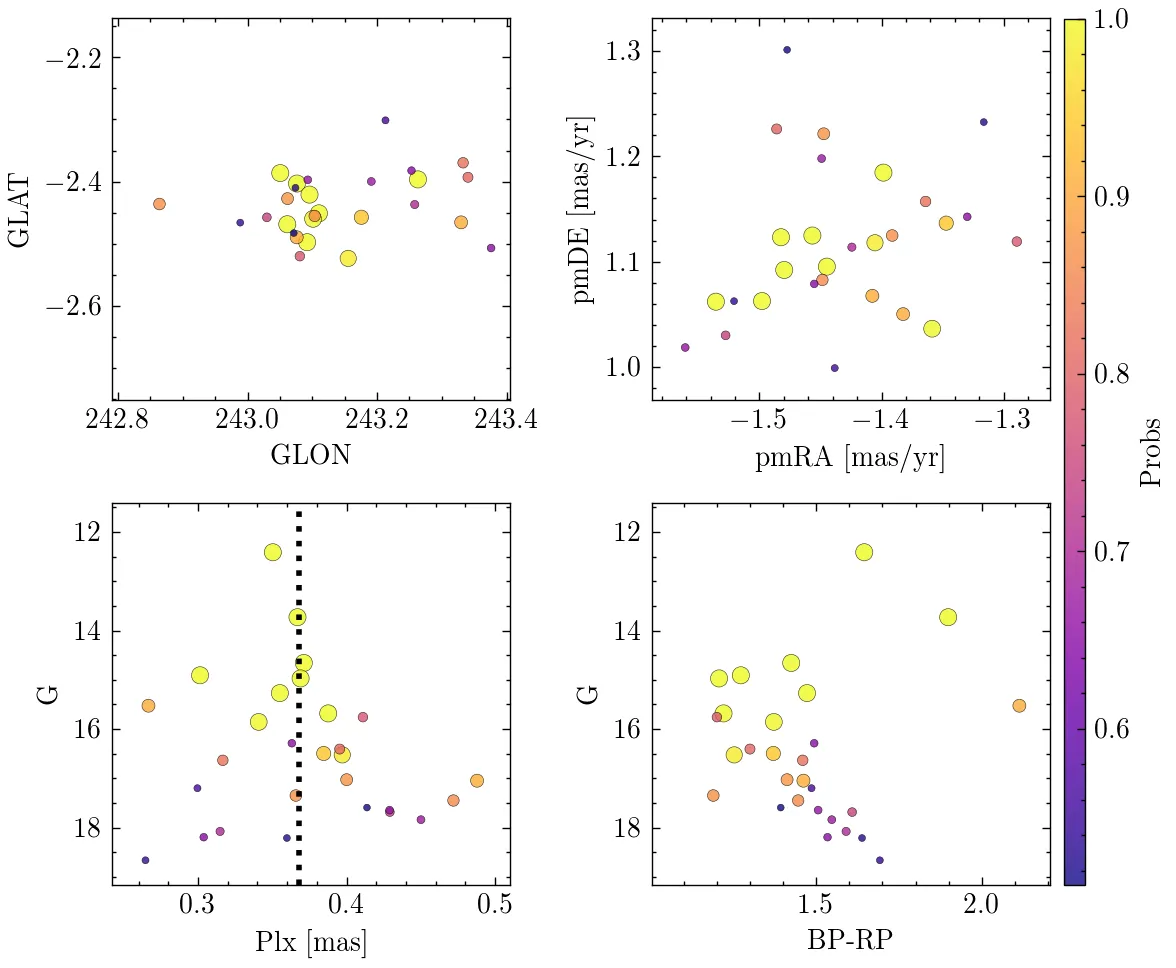 −2.2
−2.4
−2.6
GLAT
242.8 243.0 243.2 243.4
GLON
1.3
1.2
1.1
1.0
pmDE [mas/yr]
−1.5 −1.4 −1.3
pmRA [mas/yr]
12
14
16
18
G
0.3 0.4 0.5
Plx [mas]
12
14
16
18
G
1.5 2.0
BP-RP
1.0
0.9
0.8
0.7
0.6
Probs